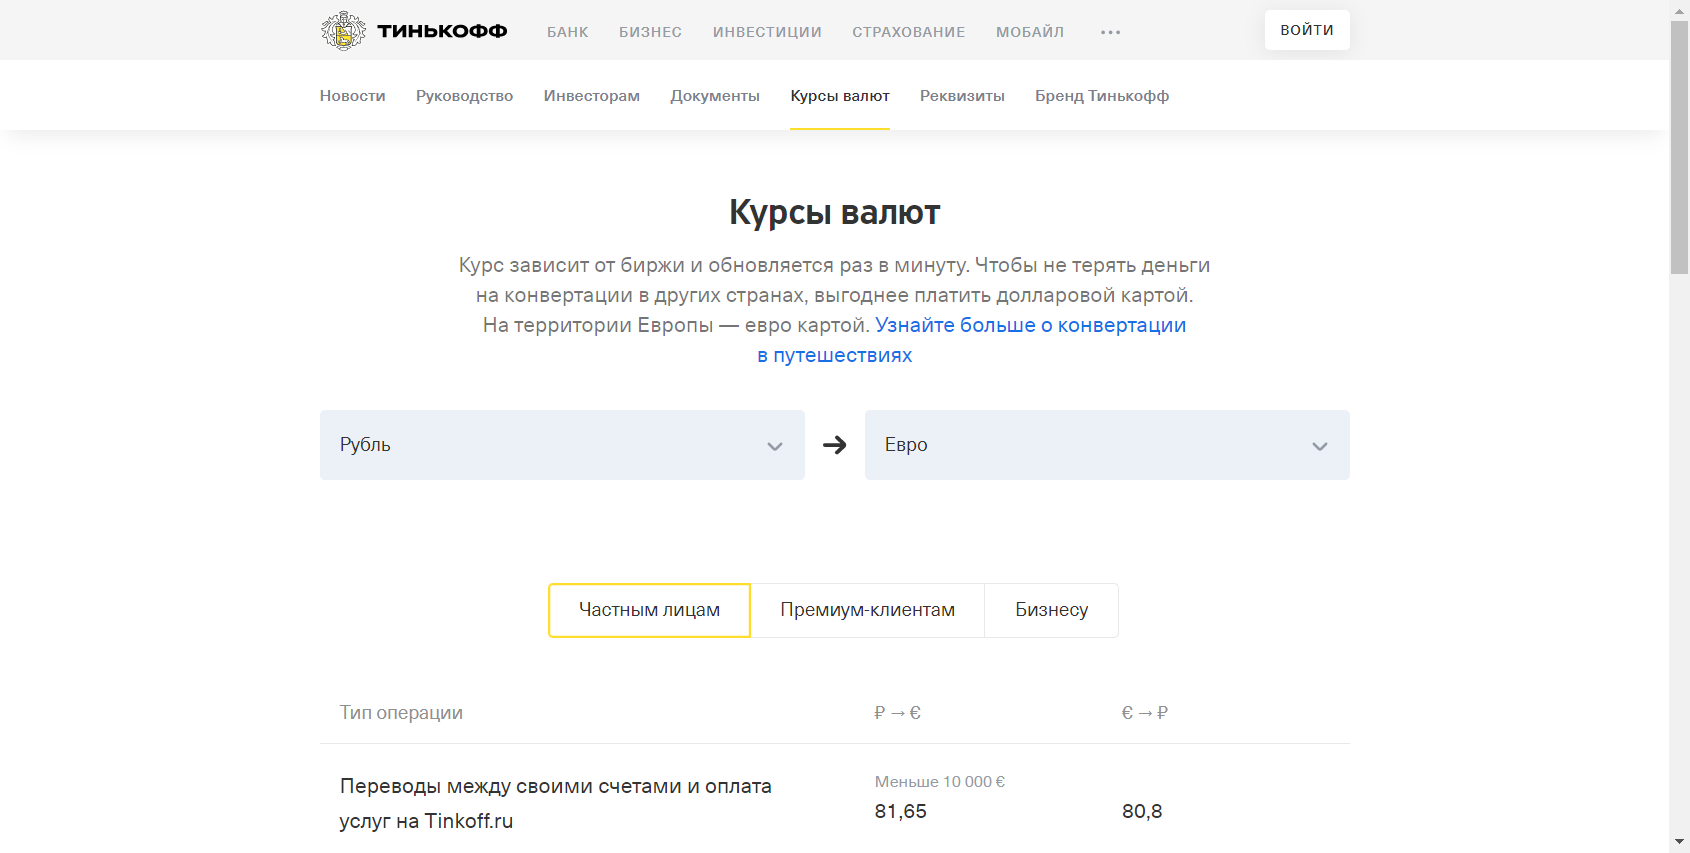 ТИНЬКОФФ
БАНК БИЗНЕС ИНВЕСТИЦИИ СТРАХОВАНИЕ МОБАЙЛ •••
ВОЙТИ
Новости Руководство Инвесторам Документы Курсы валют Реквизиты Бренд Тинькофф
Курсы валют
Курс зависит от биржи и обновляется раз в минуту. Чтобы не терять деньги
на конвертации в других странах, выгоднее платить долларовой картой.
На территории Европы — евро картой. Узнайте больше о конвертации
в путешествиях
Рубль → Евро
Частным лицам Премиум-клиентам Бизнесу
Тип операции ₽ → € € → ₽
Переводы между своими счетами и оплата
услуг на Tinkoff.ru
Меньше 10 000 €
81,65 80,8